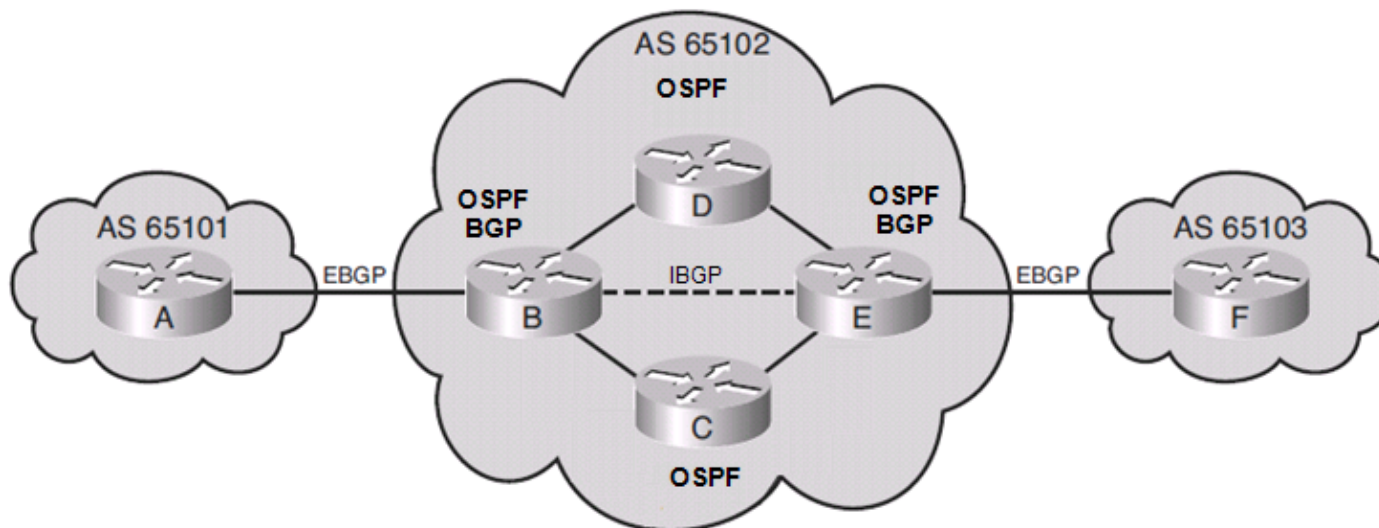 AS 65102
OSPF
D
OSPF
BGP
OSPF
BGP
AS 65101
AS 65103
EBGP
IBGP
EBGP
A
B
E
F
C
OSPF